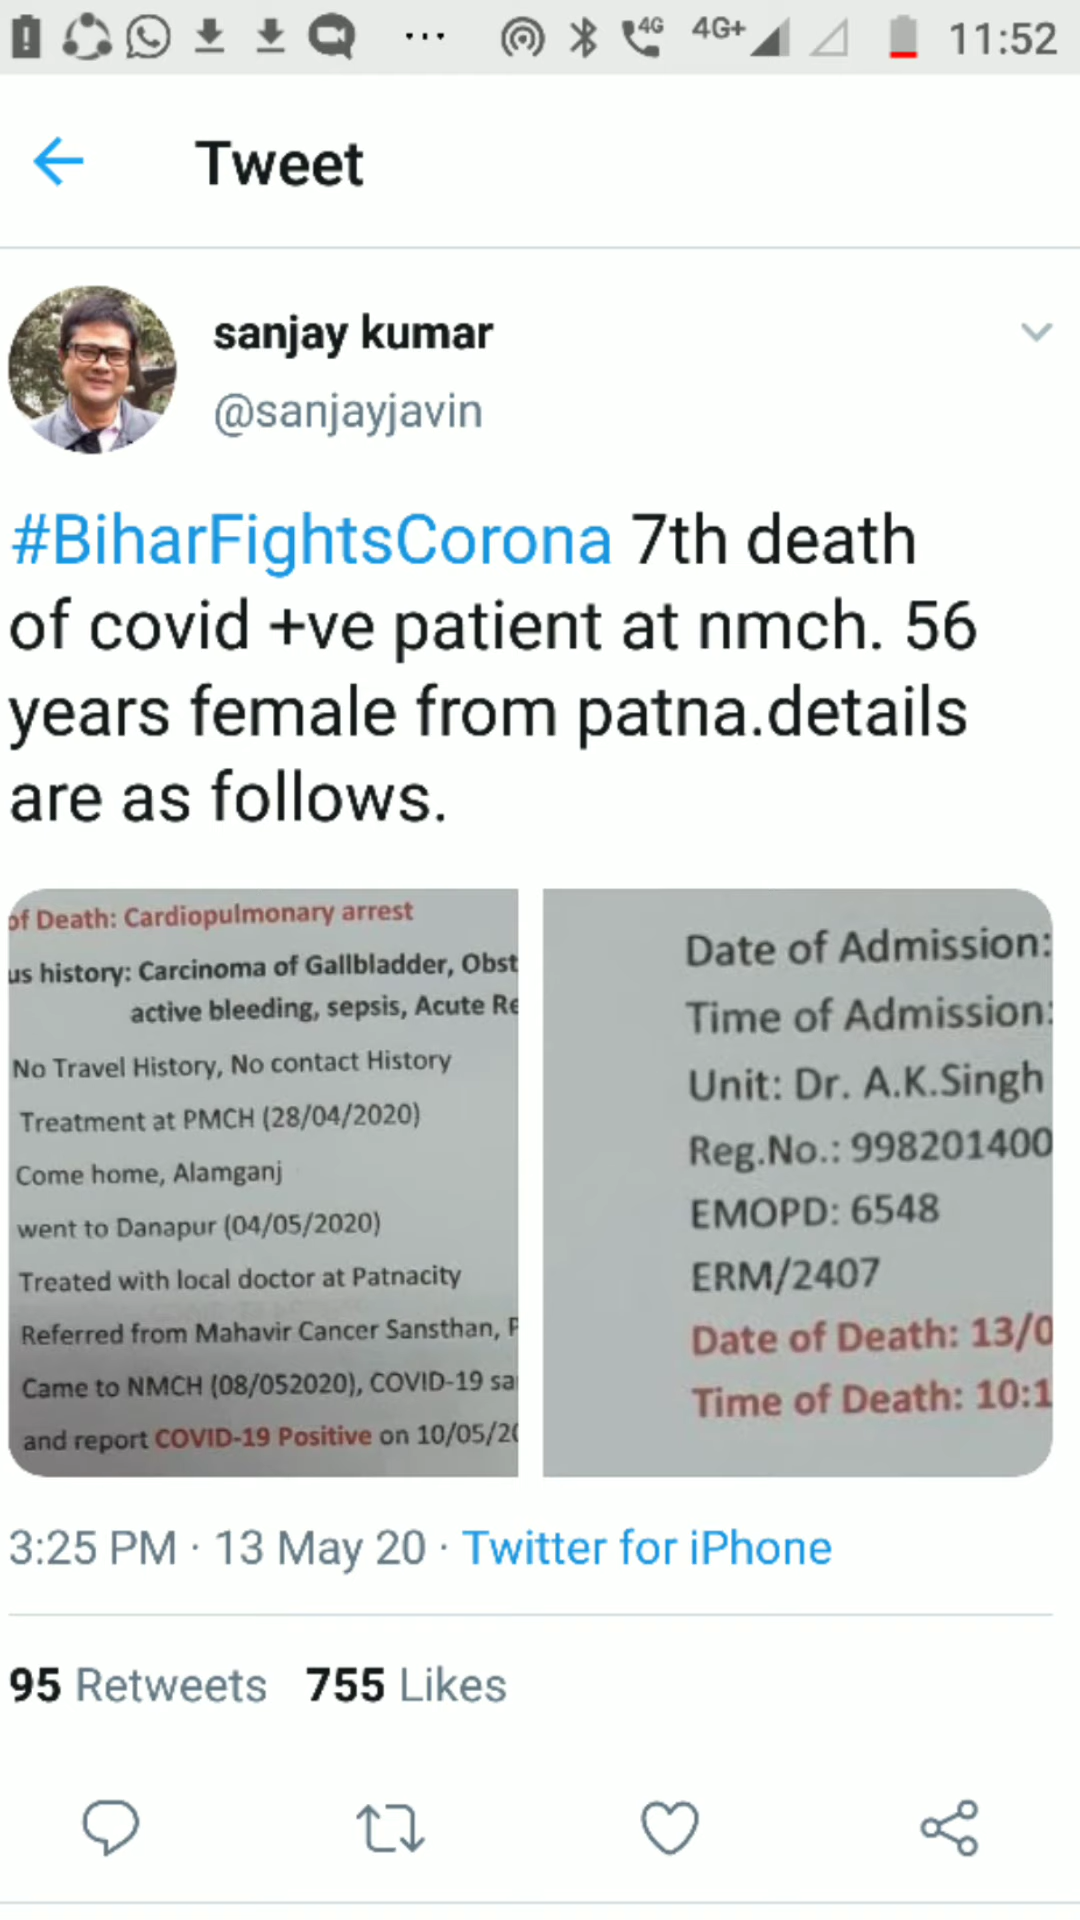 4G 4G+ 11:52
Tweet
sanjay kumar
@sanjayjavin
#BiharFightsCorona 7th death
of covid +ve patient at nmch. 56
years female from patna.details
are as follows.
of Death: Cardiopulmonary arrest
us history: Carcinoma of Gallbladder, Obst
active bleeding, sepsis, Acute Re
No Travel History, No contact History
Treatment at PMCH (28/04/2020)
Come home, Alamganj
went to Danapur (04/05/2020)
Treated with local doctor at Patnacity
Referred from Mahavir Cancer Sansthan, P
Came to NMCH (08/052020), COVID-19 sa
and report COVID-19 Positive on 10/05/20
Date of Admission:
Time of Admission:
Unit: Dr. A.K.Singh
Reg.No.: 998201400
EMOPD: 6548
ERM/2407
Date of Death: 13/0
Time of Death: 10:1
3:25 PM · 13 May 20 · Twitter for iPhone
95 Retweets 755 Likes